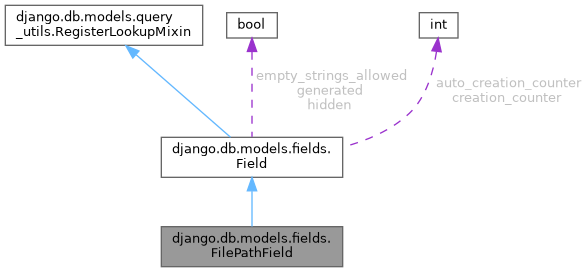 django.db.models.query
_utils.RegisterLookupMixin
bool
int
empty_strings_allowed
generated
hidden
auto_creation_counter
creation_counter
django.db.models.fields.
Field
django.db.models.fields.
FilePathField